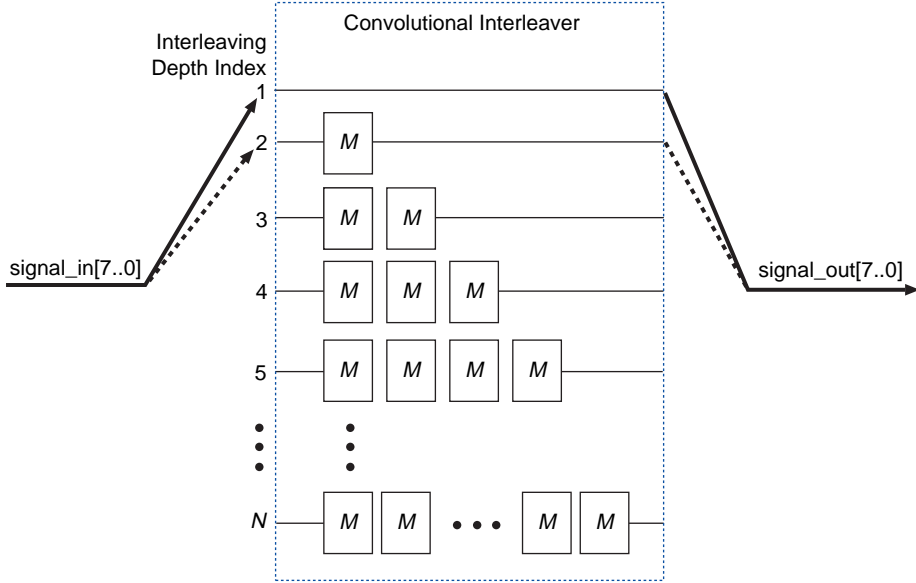 Convolutional Interleaver
Interleaving
Depth Index
1
2 M
3 M M
signal_in[7..0] signal_out[7..0]
4 M M M
5 M M M M
N M M M M